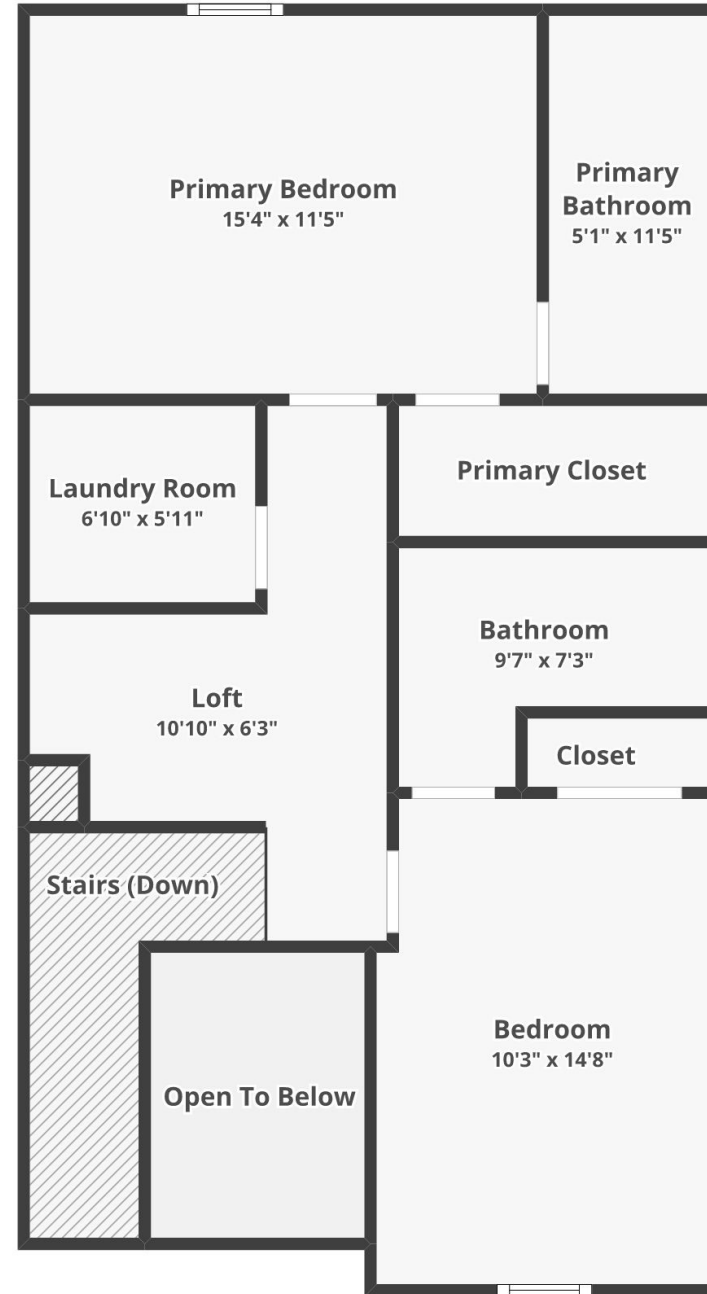 Primary Bedroom
15'4" x 11'5"
Primary
Bathroom
5'1" x 11'5"
Laundry Room
6'10" x 5'11"
Primary Closet
Bathroom
9'7" x 7'3"
Loft
10'10" x 6'3"
Closet
Stairs (Down)
Bedroom
10'3" x 14'8"
Open To Below